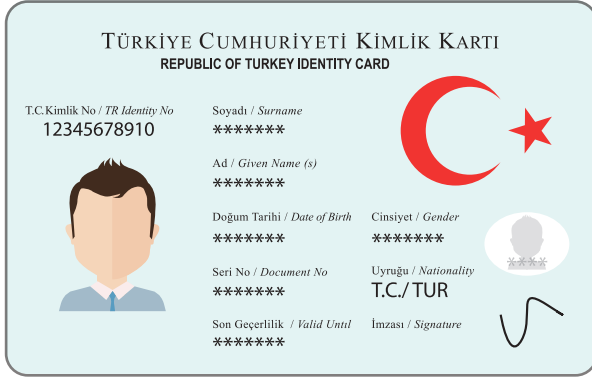 TÜRKİYE CUMHURİYETİ KİMLİK KARTI
REPUBLIC OF TURKEY IDENTITY CARD
T.C.Kimlik No / TR Identity No
12345678910
Soyadı / Surname
*******
Ad / Given Name (s)
*******
Doğum Tarihi / Date of Birth
*******
Cinsiyet / Gender
*******
Seri No / Document No
*******
Uyruğu / Nationality
T.C./ TUR
Son Geçerlilik / Valid Until
*******
İmzası / Signature
****